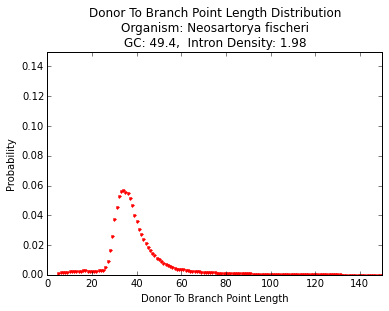 Donor To Branch Point Length Distribution
Organism: Neosartorya fischeri
GC: 49.4,  Intron Density: 1.98
0.14
0.12
0.10
0.08
0.06
0.04
0.02
0.00
Probability
0 20 40 60 80 100 120 140
Donor To Branch Point Length